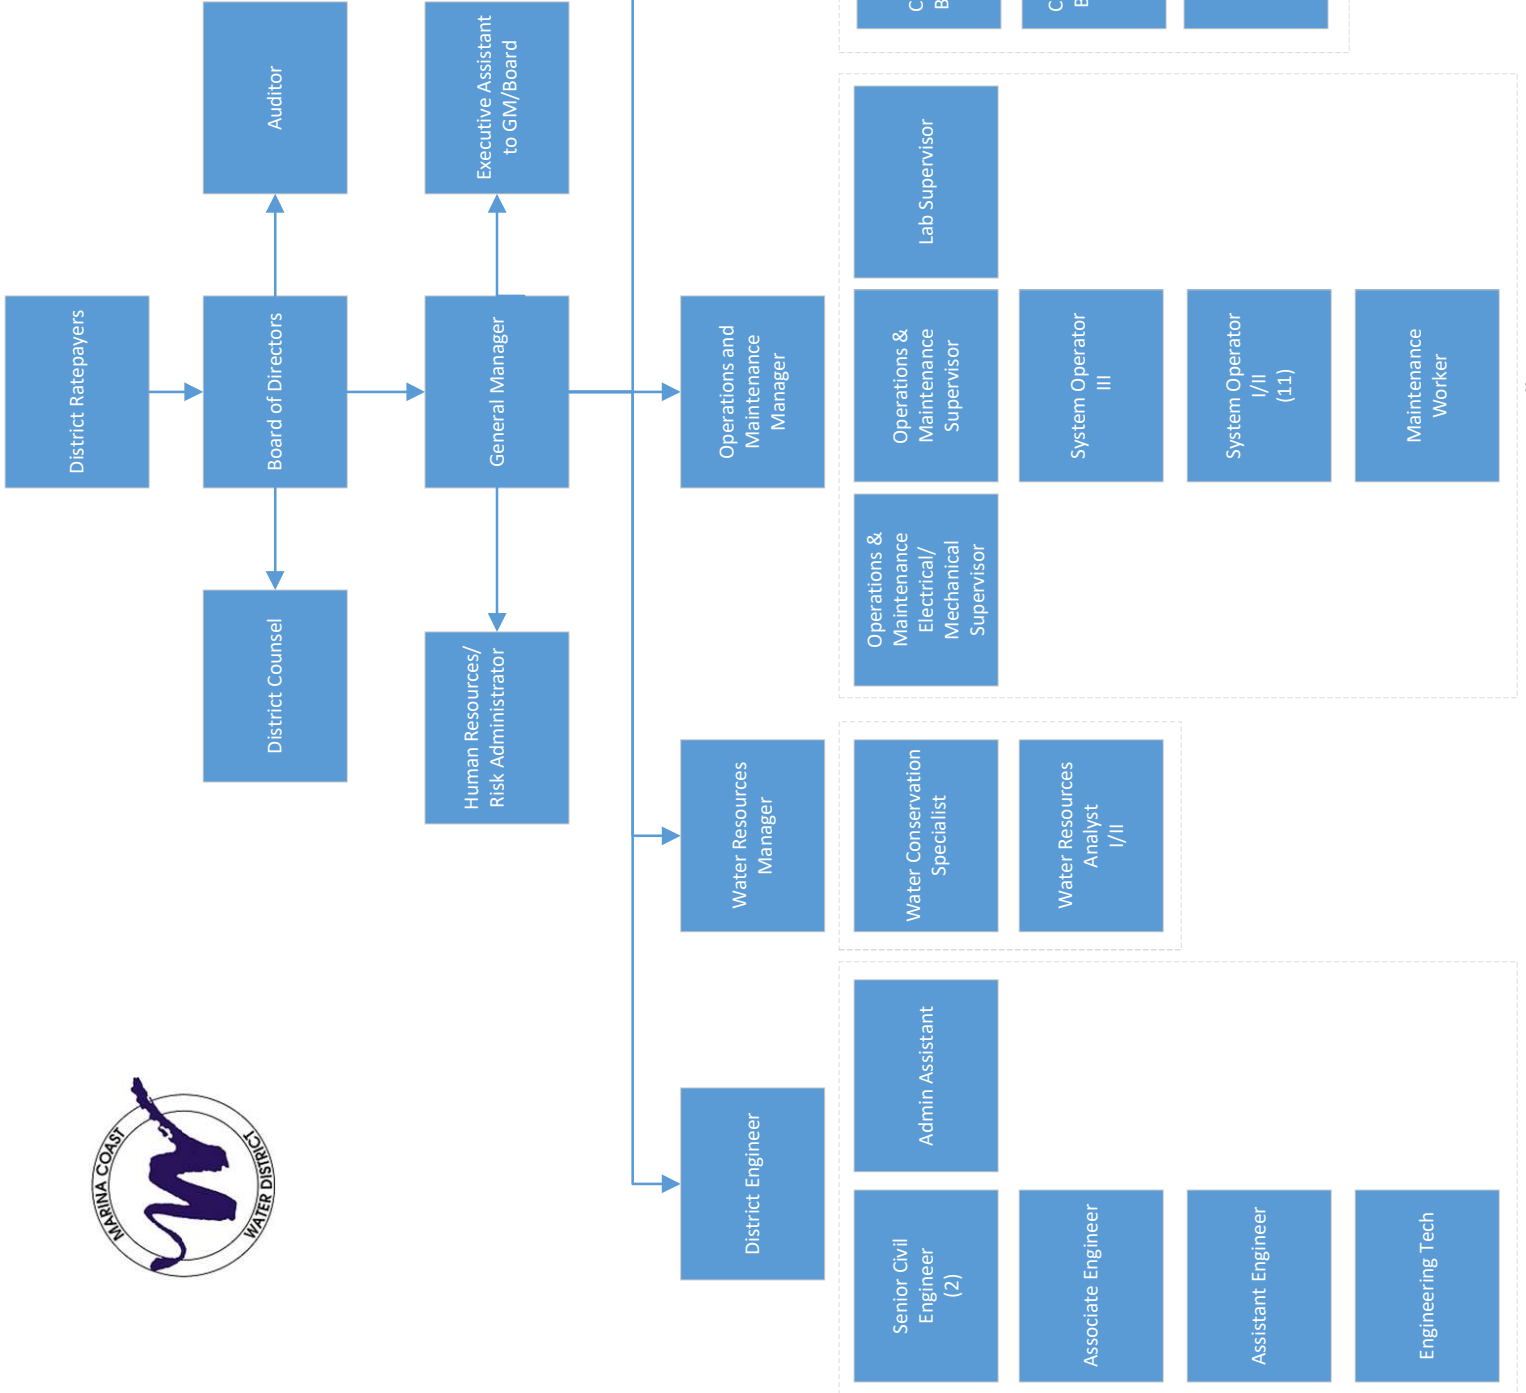 MARINA COAST
WATER DISTRICT
District Ratepayers
District Counsel
Board of Directors
Auditor
Human Resources/
Risk Administrator
General Manager
Executive Assistant
to GM/Board
District Engineer
Water Resources
Manager
Operations and
Maintenance
Manager
Senior Civil
Engineer
(2)
Admin Assistant
Associate Engineer
Assistant Engineer
Engineering Tech
Water Conservation
Specialist
Water Resources
Analyst
I/II
Operations &
Maintenance
Electrical/
Mechanical
Supervisor
Operations &
Maintenance
Supervisor
Lab Supervisor
System Operator
III
System Operator
I/II
(11)
Maintenance
Worker